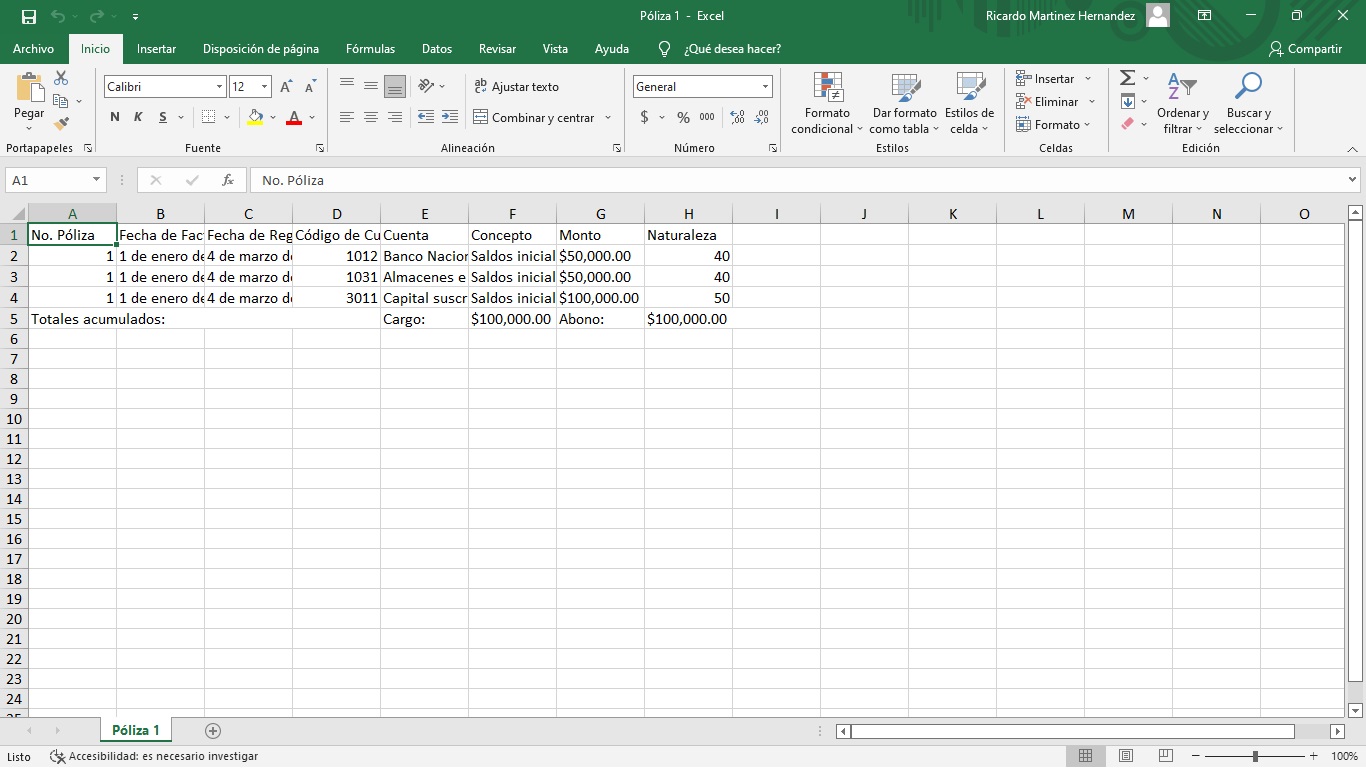 Póliza 1 - Excel
Ricardo Martinez Hernandez
Archivo Inicio Insertar Disposición de página Fórmulas Datos Revisar Vista Ayuda ¿Qué desea hacer? Compartir
Pegar
Portapapeles
Calibri 12
N K S A A A
Fuente
ab Ajustar texto
Combinar y centrar
Alineación
General
$ % 000
Número
Formato condicional
Dar formato como tabla
Estilos de celda
Estilos
Insertar
Eliminar
Formato
Celdas
Ordenar y filtrar
Buscar y seleccionar
Edición
A1 fx No. Póliza
A B C D E F G H I J K L M N O
1 No. Póliza Fecha de Fac Fecha de Reg Código de Cu Cuenta Concepto Monto Naturaleza
2 1 1 de enero de 4 de marzo de 1012 Banco Nacion Saldos inicial $50,000.00 40
3 1 1 de enero de 4 de marzo de 1031 Almacenes e Saldos inicial $50,000.00 40
4 1 1 de enero de 4 de marzo de 3011 Capital suscr Saldos inicial $100,000.00 50
5 Totales acumulados: Cargo: $100,000.00 Abono: $100,000.00
6
7
8
9
10
11
12
13
14
15
16
17
18
19
20
21
22
23
24
Póliza 1
Listo Accesibilidad: es necesario investigar 100%